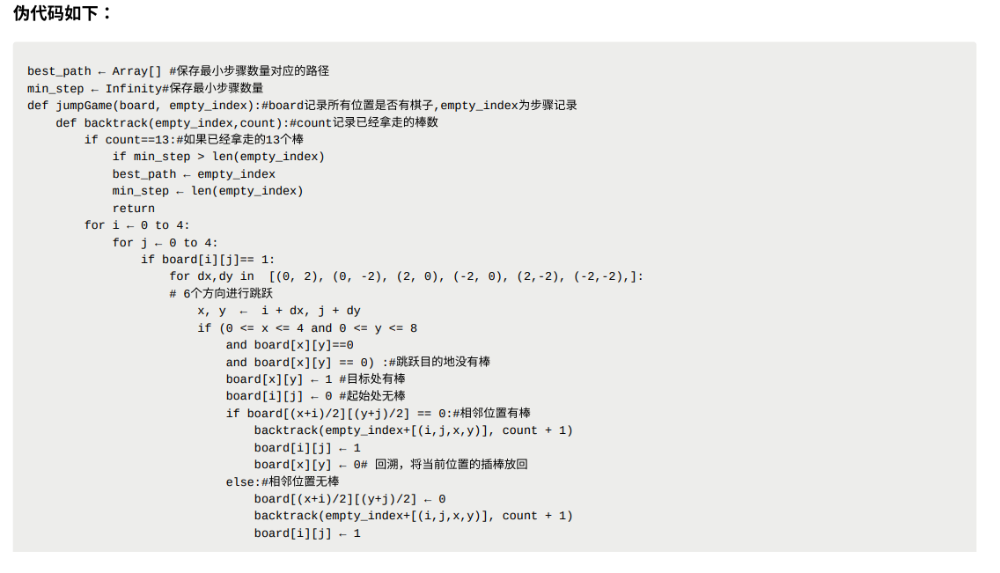 伪代码如下：
best_path ← Array[] #保存最小步骤数量对应的路径
min_step ← Infinity#保存最小步骤数量
def jumpGame(board, empty_index):#board记录所有位置是否有棋子,empty_index为步骤记录
    def backtrack(empty_index,count):#count记录已经拿走的棒数
        if count==13:#如果已经拿走的13个棒
            if min_step > len(empty_index)
            best_path ← empty_index
            min_step ← len(empty_index)
            return
        for i ← 0 to 4:
            for j ← 0 to 4:
                if board[i][j]== 1:
                    for dx,dy in  [(0, 2), (0, -2), (2, 0), (-2, 0), (2,-2), (-2,-2),]:
                    # 6个方向进行跳跃
                        x, y  ←  i + dx, j + dy
                        if (0 <= x <= 4 and 0 <= y <= 8
                            and board[x][y]==0
                            and board[x][y] == 0) :#跳跃目的地没有棒
                            board[x][y] ← 1 #目标处有棒
                            board[i][j] ← 0 #起始处无棒
                            if board[(x+i)/2][(y+j)/2] == 0:#相邻位置有棒
                                backtrack(empty_index+[(i,j,x,y)], count + 1)
                                board[i][j] ← 1
                                board[x][y] ← 0# 回溯，将当前位置的插棒放回
                            else:#相邻位置无棒
                                board[(x+i)/2][(y+j)/2] ← 0
                                backtrack(empty_index+[(i,j,x,y)], count + 1)
                                board[i][j] ← 1